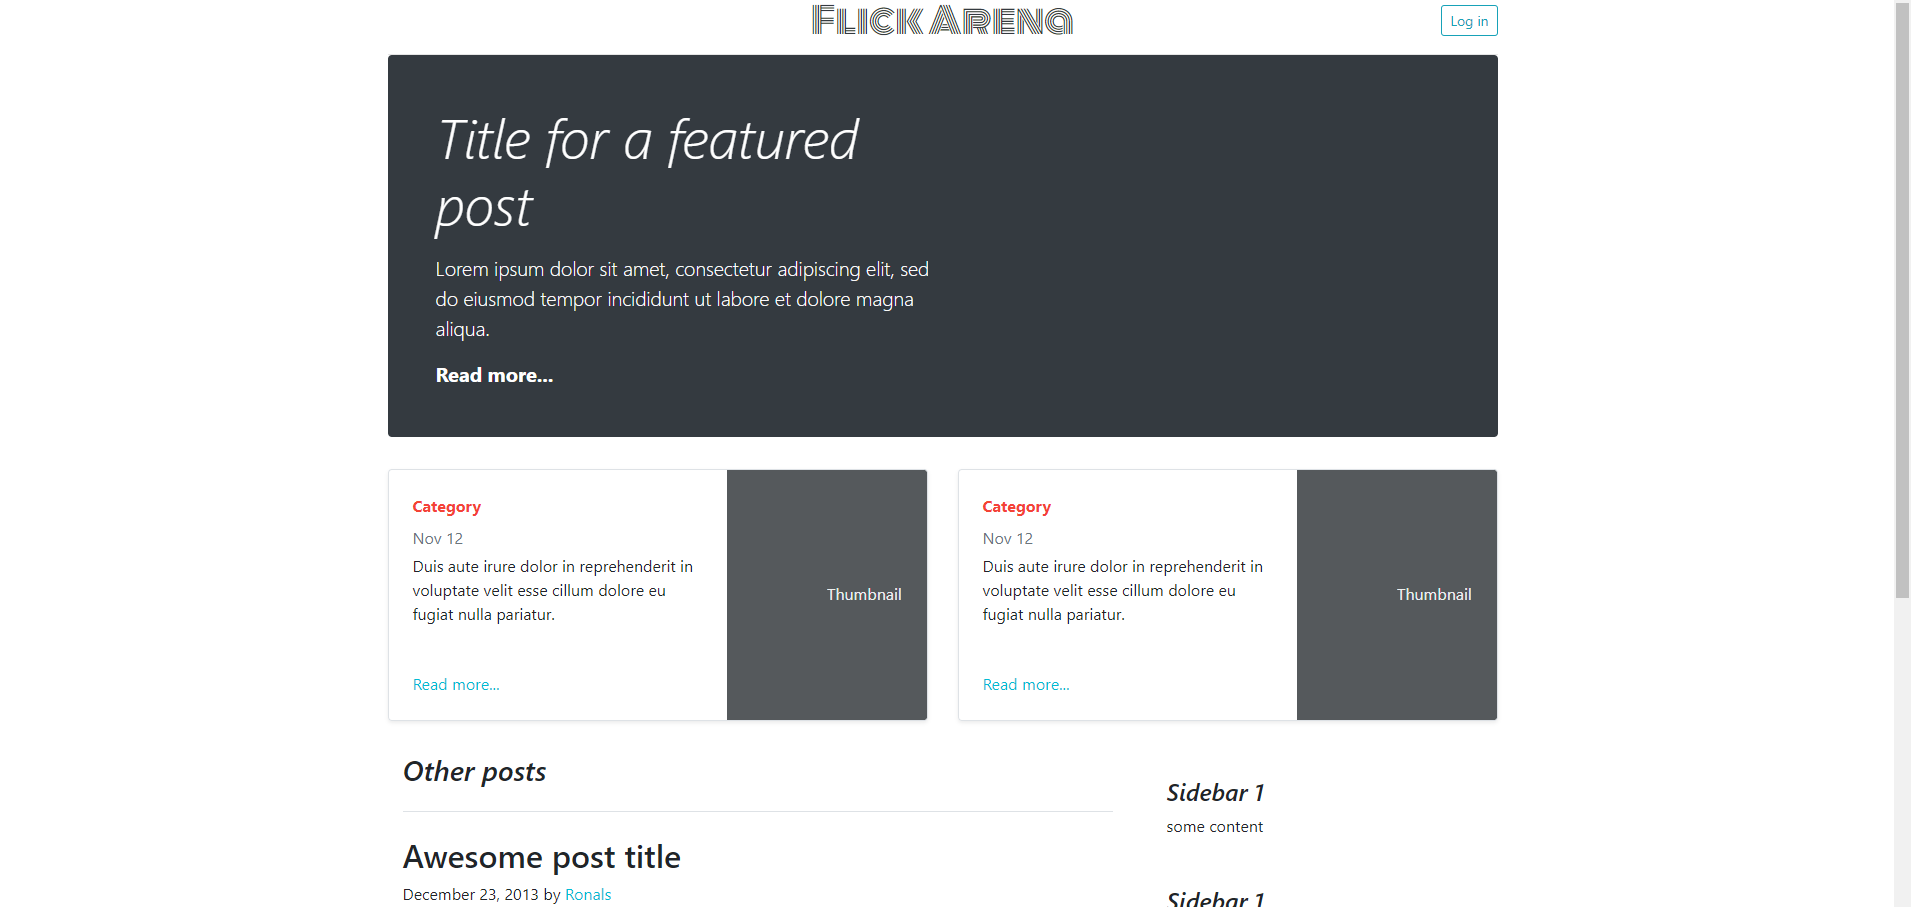 Flick Arena
Log in
Title for a featured
post
Lorem ipsum dolor sit amet, consectetur adipiscing elit, sed
do eiusmod tempor incididunt ut labore et dolore magna
aliqua.
Read more...
Category
Nov 12
Duis aute irure dolor in reprehenderit in
voluptate velit esse cillum dolore eu
fugiat nulla pariatur.
Read more...
Thumbnail
Category
Nov 12
Duis aute irure dolor in reprehenderit in
voluptate velit esse cillum dolore eu
fugiat nulla pariatur.
Read more...
Thumbnail
Other posts
Awesome post title
December 23, 2013 by Ronals
Sidebar 1
some content
Sidebar 1